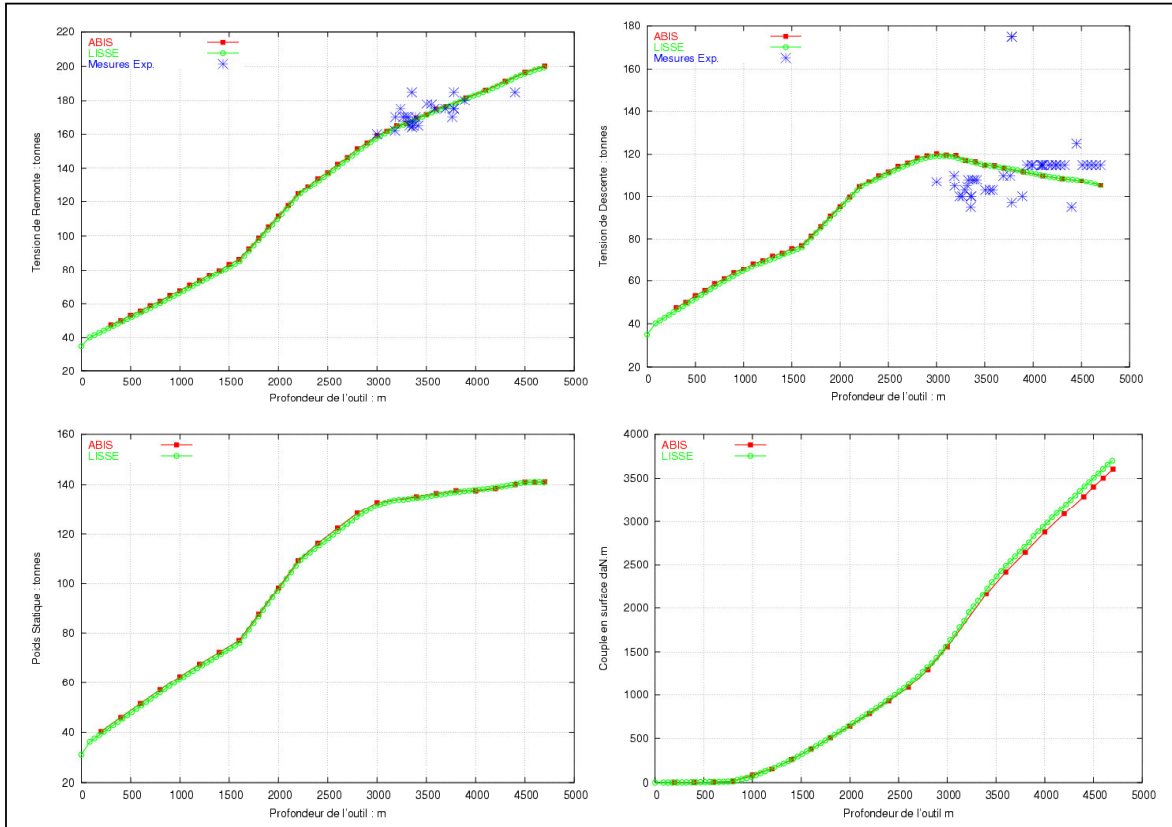 220
200
180
160
140
120
100
80
60
40
20
Tension de Remonte : tonnes
ABIS
LISSE
Mesures Exp.
0 500 1000 1500 2000 2500 3000 3500 4000 4500 5000
Profondeur de l'outil : m
180
160
140
120
100
80
60
40
20
Tension de Descente : tonnes
ABIS
LISSE
Mesures Exp.
0 500 1000 1500 2000 2500 3000 3500 4000 4500 5000
Profondeur de l'outil : m
160
140
120
100
80
60
40
20
Poids Statique : tonnes
ABIS
LISSE
0 500 1000 1500 2000 2500 3000 3500 4000 4500 5000
Profondeur de l'outil : m
4000
3500
3000
2500
2000
1500
1000
500
0
Couple en surface daN.m
ABIS
LISSE
0 500 1000 1500 2000 2500 3000 3500 4000 4500 5000
Profondeur de l'outil m